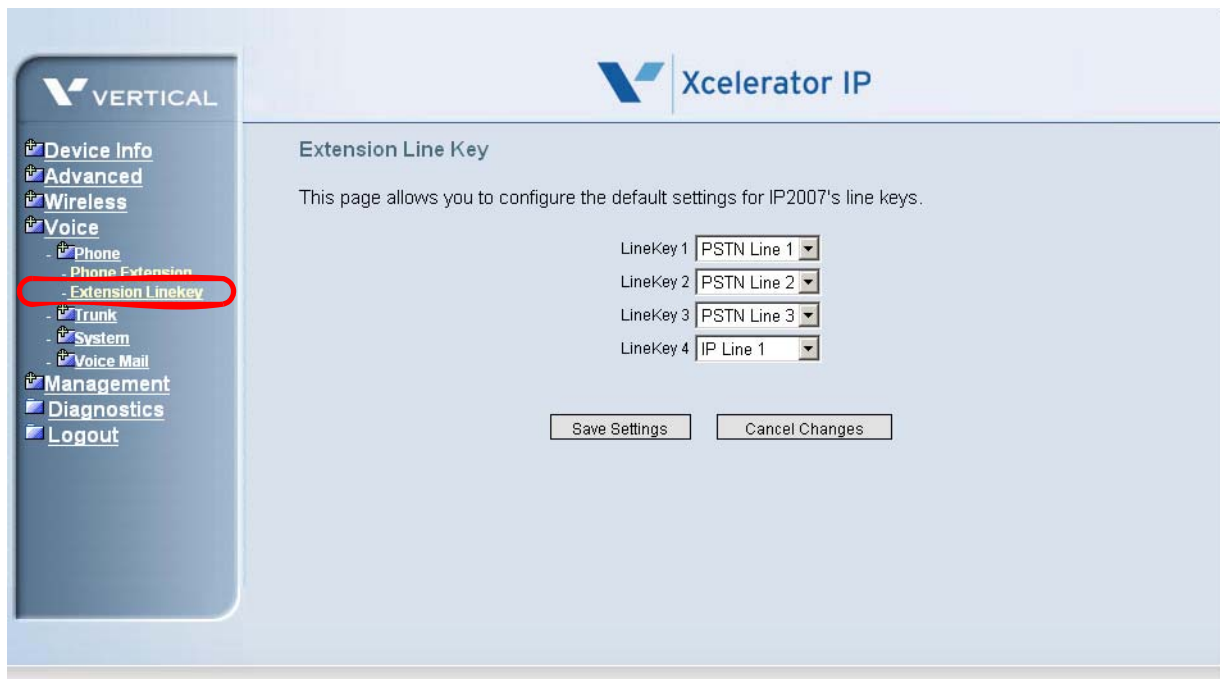 VERTICAL
Xcelerator IP
Device Info
Advanced
Wireless
Voice
- Phone
- Phone Extension
- Extension Linekey
- Trunk
- System
- Voice Mail
Management
Diagnostics
Logout
Extension Line Key
This page allows you to configure the default settings for IP2007's line keys.
LineKey 1 PSTN Line 1
LineKey 2 PSTN Line 2
LineKey 3 PSTN Line 3
LineKey 4 IP Line 1
Save Settings Cancel Changes